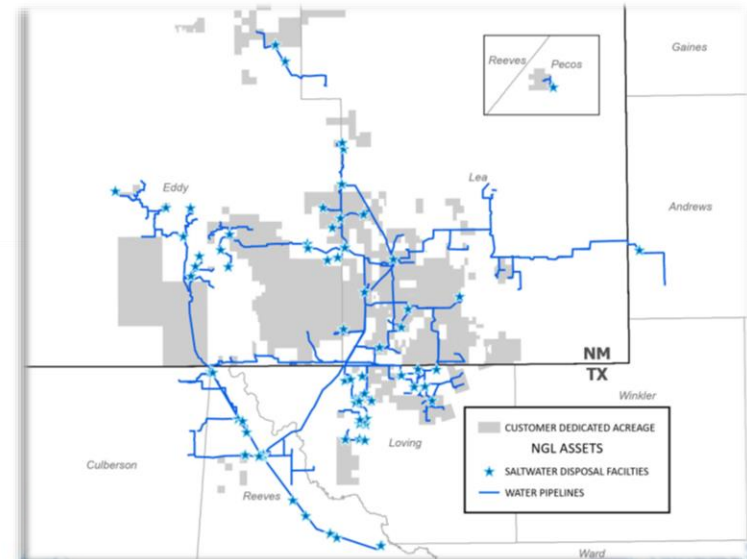 Gaines
Reeves
Pecos
Lea
Eddy
Andrews
NM
TX
Winkler
CUSTOMER DEDICATED ACREAGE
NGL ASSETS
SALTWATER DISPOSAL FACILTIES
WATER PIPELINES
Loving
Culberson
Reeves
Ward